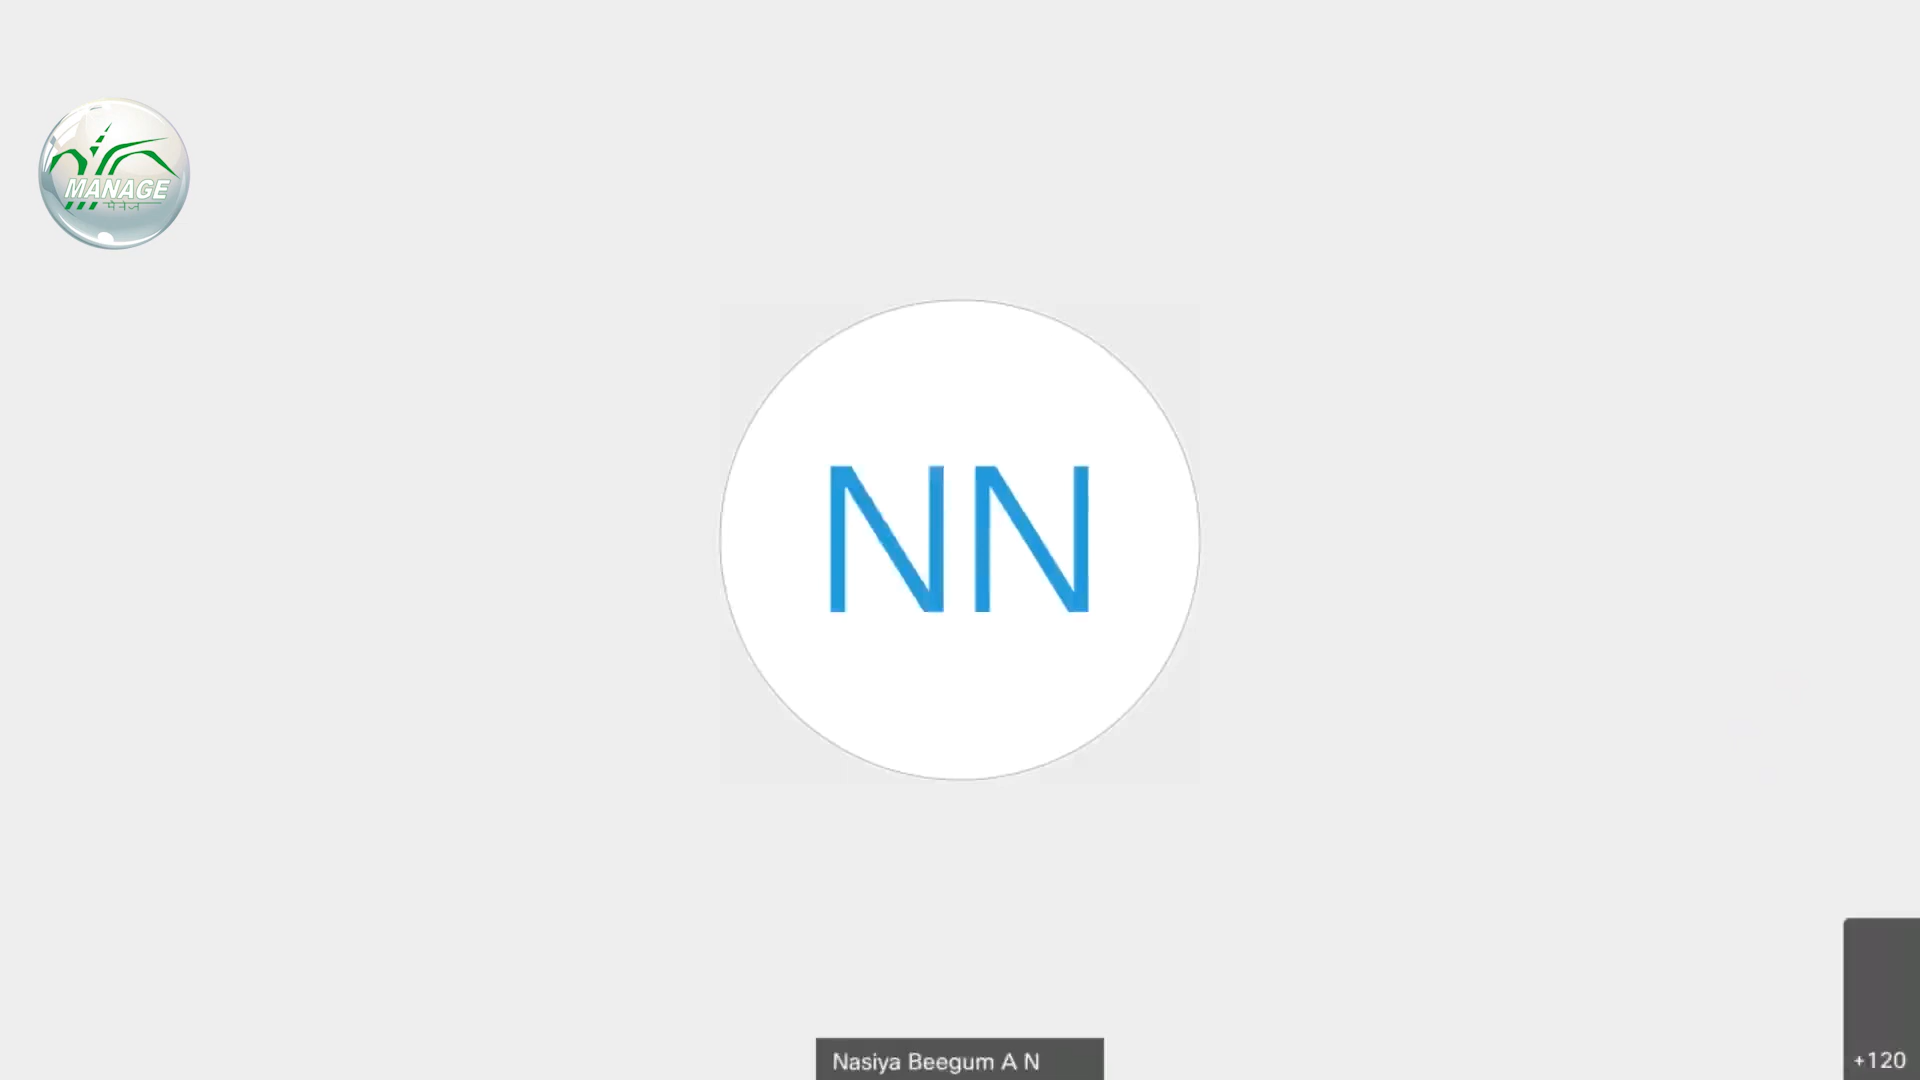 MANAGE
मैनेज
NN
Nasiya Beegum A N
+120